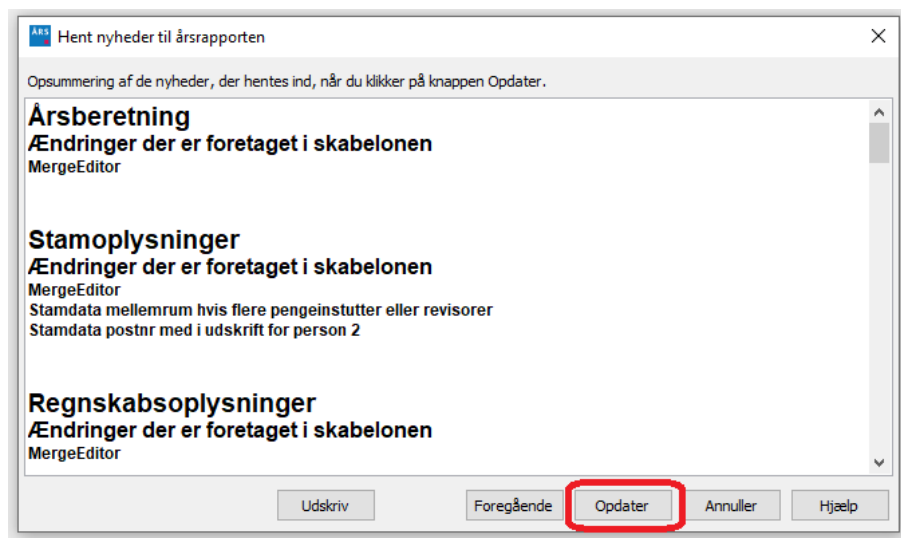 ÅRS
Hent nyheder til årsrapporten
Opsummering af de nyheder, der hentes ind, når du klikker på knappen Opdater.
Årsberetning
Ændringer der er foretaget i skabelonen
MergeEditor
Stamoplysninger
Ændringer der er foretaget i skabelonen
MergeEditor
Stamdata mellemrum hvis flere pengeinstutter eller revisorer
Stamdata postnr med i udskrift for person 2
Regnskabsoplysninger
Ændringer der er foretaget i skabelonen
MergeEditor
Udskriv Foregående Opdater Annuller Hjælp